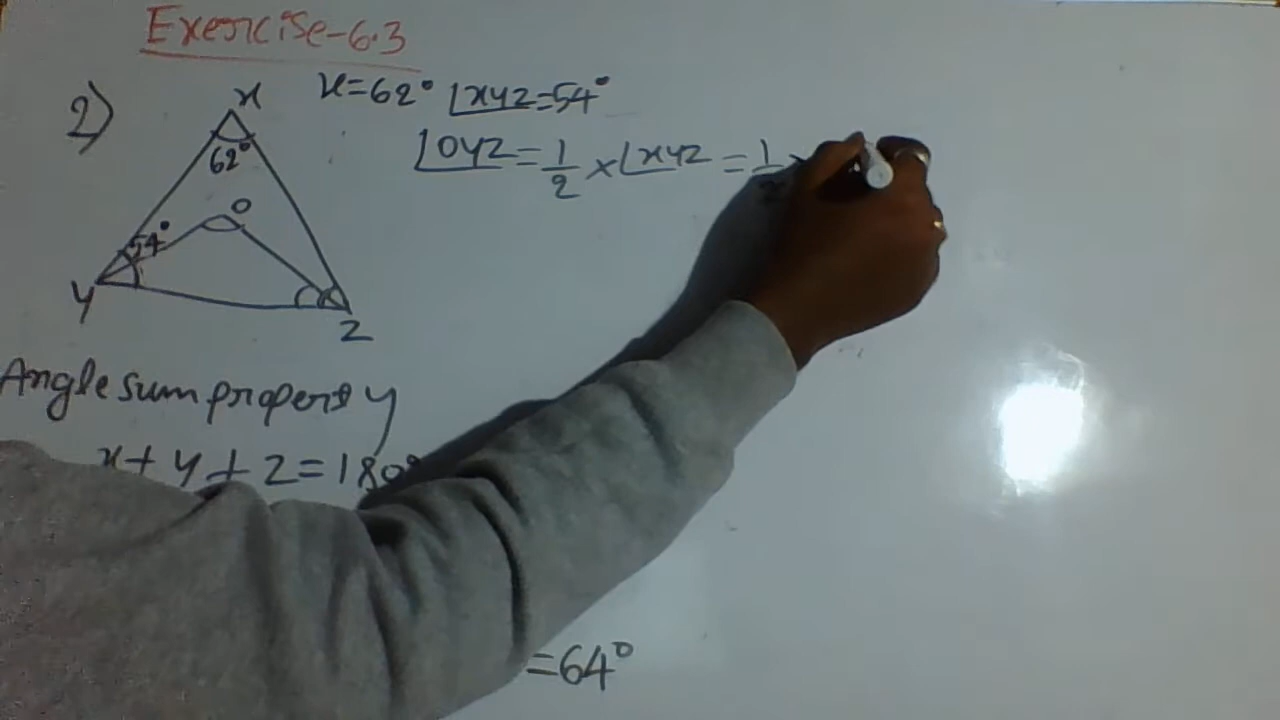 Exercise-6.3
2)
x
x=62° ∠xyz=54°
62°
∠OYZ=1/2×∠xyz=1/2×
O
54°
y
z
Angle sum property
x+y+z=180°
=64°